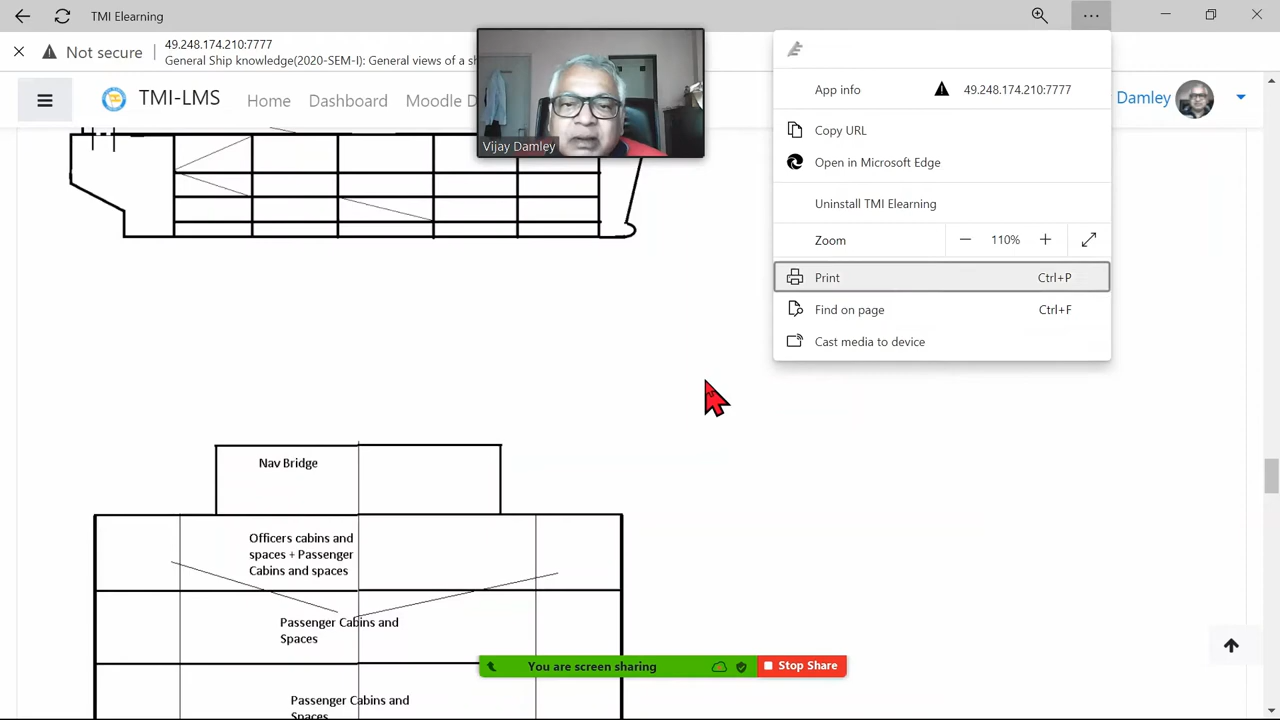 TMI Elearning
Not secure
49.248.174.210:7777
General Ship knowledge(2020-SEM-I): General views of a sh
TMI-LMS
Home
Dashboard
Moodle D
Damley
Vijay Damley
App info
49.248.174.210:7777
Copy URL
Open in Microsoft Edge
Uninstall TMI Elearning
Zoom
110%
Print
Ctrl+P
Find on page
Ctrl+F
Cast media to device
Nav Bridge
Officers cabins and
spaces + Passenger
Cabins and spaces
Passenger Cabins and
Spaces
You are screen sharing
Stop Share
Passenger Cabins and
Spaces